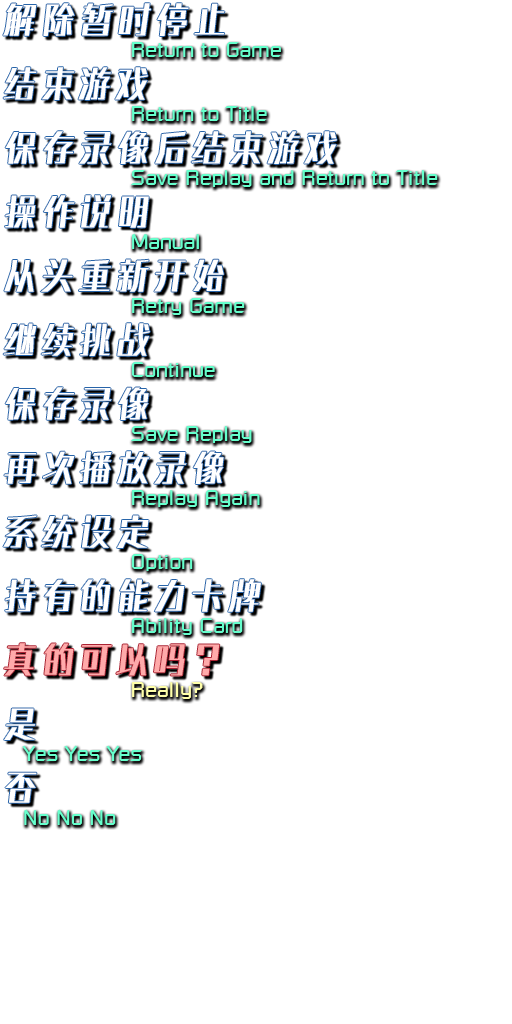 解除暂时停止
Return to Game
结束游戏
Return to Title
保存录像后结束游戏
Save Replay and Return to Title
操作说明
Manual
从头重新开始
Retry Game
继续挑战
Continue
保存录像
Save Replay
再次播放录像
Replay Again
系统设定
Option
持有的能力卡牌
Ability Card
真的可以吗？
Really?
是
Yes Yes Yes
否
No No No